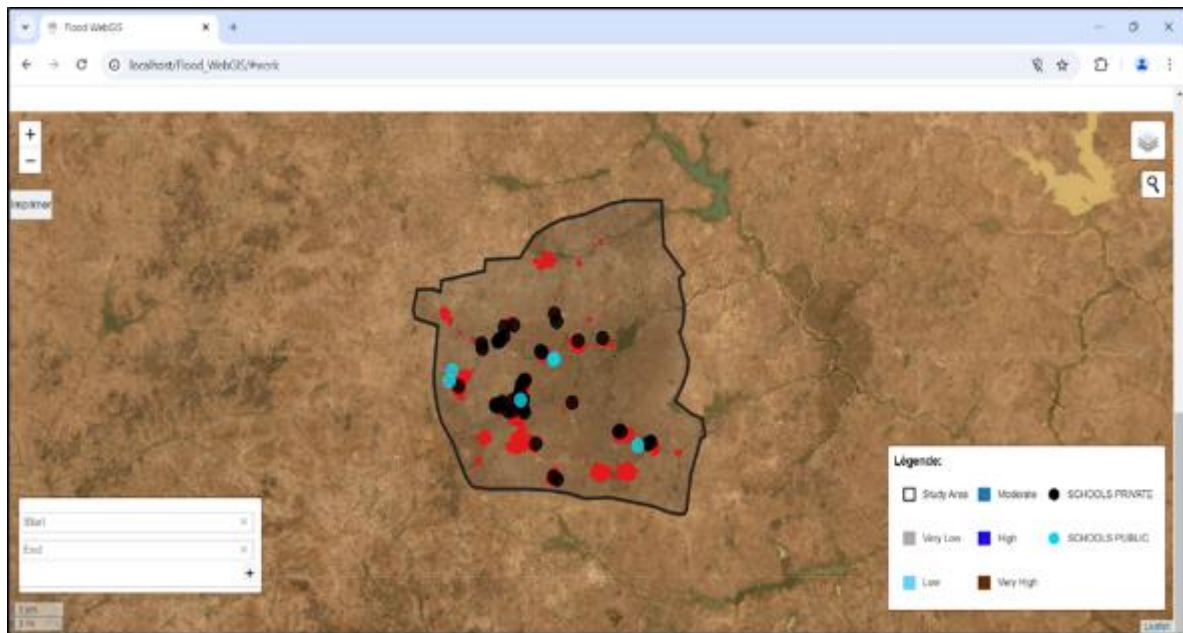 Flood WebGIS
localhost/Flood_WebGIS/#work
+
−
Imprimer
Légende:
Study Area Moderate SCHOOLS PRIVATE
Very Low High SCHOOLS PUBLIC
Low Very High
Start
End
+
Leaflet